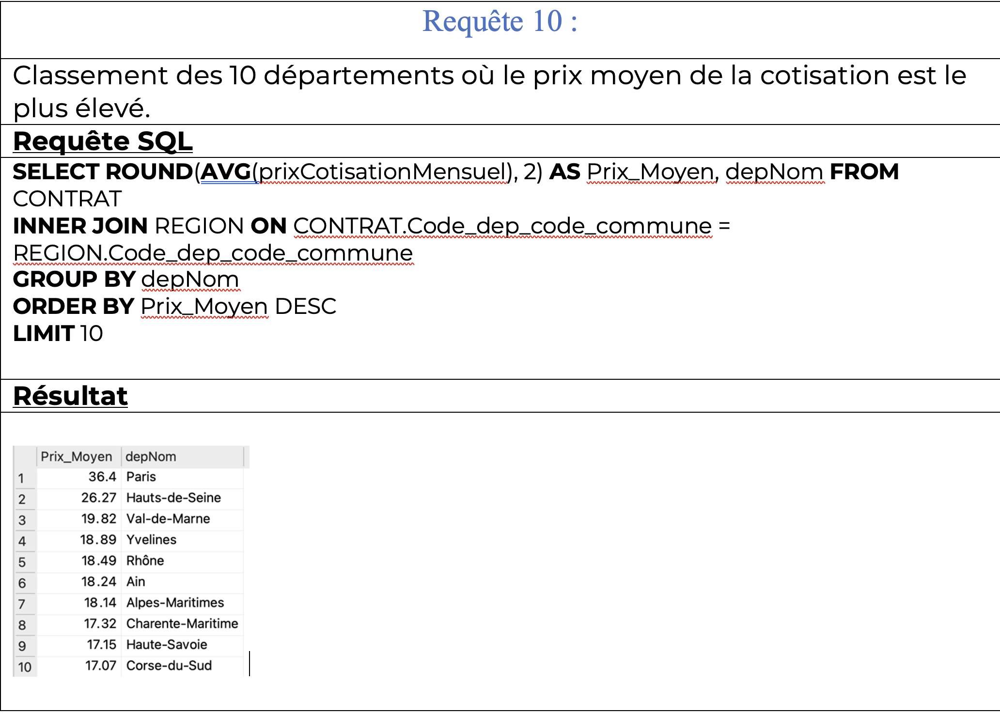 Requête 10 :
Classement des 10 départements où le prix moyen de la cotisation est le
plus élevé.
Requête SQL
SELECT ROUND(AVG(prixCotisationMensuel), 2) AS Prix_Moyen, depNom FROM
CONTRAT
INNER JOIN REGION ON CONTRAT.Code_dep_code_commune =
REGION.Code_dep_code_commune
GROUP BY depNom
ORDER BY Prix_Moyen DESC
LIMIT 10
Résultat
Prix_Moyen depNom
1 36.4 Paris
2 26.27 Hauts-de-Seine
3 19.82 Val-de-Marne
4 18.89 Yvelines
5 18.49 Rhône
6 18.24 Ain
7 18.14 Alpes-Maritimes
8 17.32 Charente-Maritime
9 17.15 Haute-Savoie
10 17.07 Corse-du-Sud